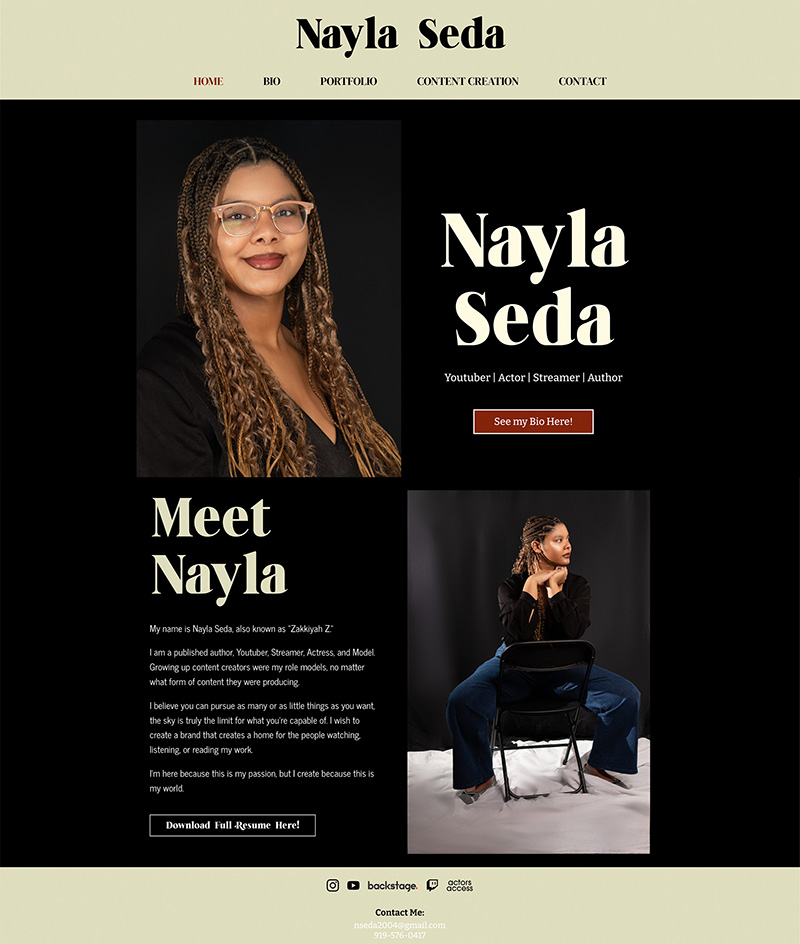 Nayla Seda
HOME BIO PORTFOLIO CONTENT CREATION CONTACT
Nayla
Seda
Youtuber | Actor | Streamer | Author
See my Bio Here!
Meet
Nayla
My name is Nayla Seda, also known as "Zakkiyah Z."
I am a published author, Youtuber, Streamer, Actress, and Model.
Growing up content creators were my role models, no matter
what form of content they were producing.
I believe you can pursue as many or as little things as you want,
the sky is truly the limit for what you're capable of. I wish to
create a brand that creates a home for the people watching,
listening, or reading my work.
I'm here because this is my passion, but I create because this is
my world.
Download Full Resume Here!
backstage.
actors
access
Contact Me:
nseda2004@gmail.com
919-576-0417